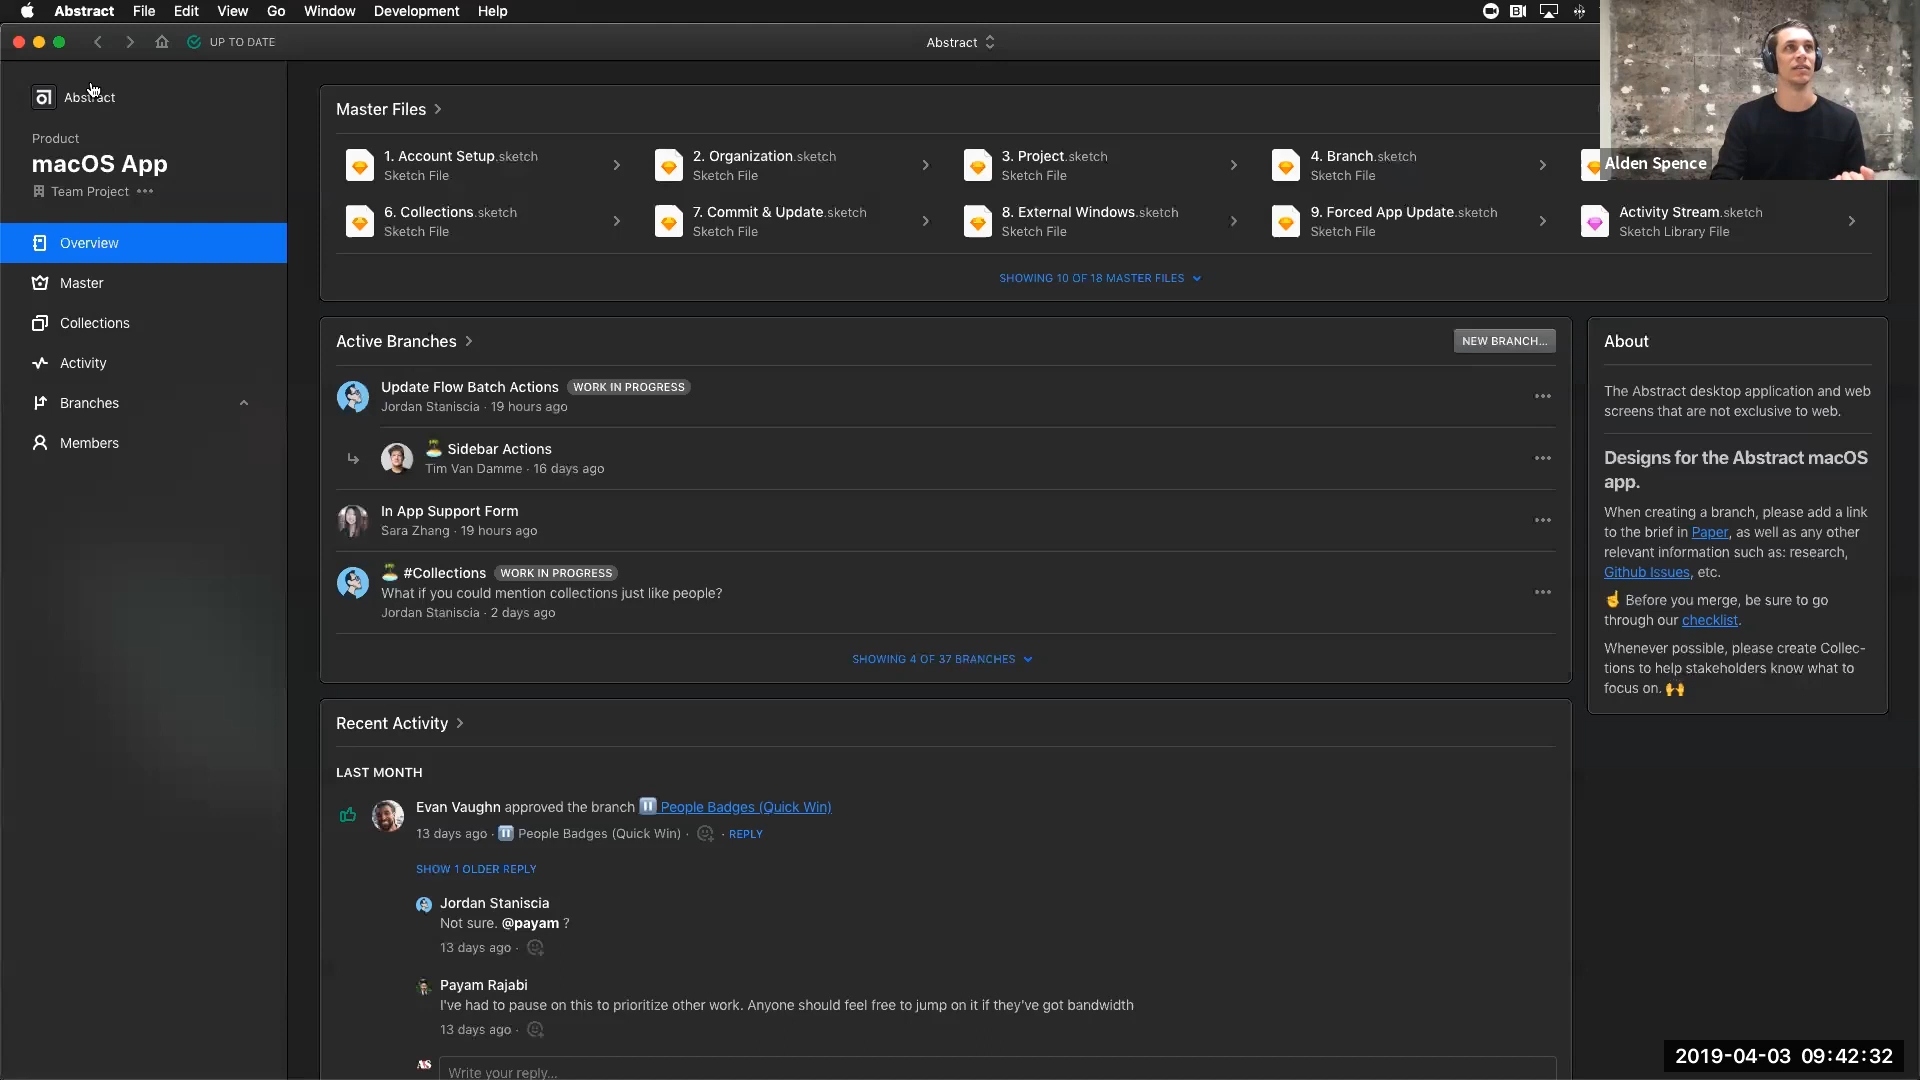 Abstract File Edit View Go Window Development Help
UP TO DATE
Abstract
Abstract
Product
macOS App
Team Project
Overview
Master
Collections
Activity
Branches
Members
Master Files
1. Account Setup.sketch
Sketch File
2. Organization.sketch
Sketch File
3. Project.sketch
Sketch File
4. Branch.sketch
Sketch File
6. Collections.sketch
Sketch File
7. Commit & Update.sketch
Sketch File
8. External Windows.sketch
Sketch File
9. Forced App Update.sketch
Sketch File
Activity Stream.sketch
Sketch Library File
SHOWING 10 OF 18 MASTER FILES
Alden Spence
Active Branches
NEW BRANCH...
Update Flow Batch Actions WORK IN PROGRESS
Jordan Staniscia · 19 hours ago
Sidebar Actions
Tim Van Damme · 16 days ago
In App Support Form
Sara Zhang · 19 hours ago
#Collections WORK IN PROGRESS
What if you could mention collections just like people?
Jordan Staniscia · 2 days ago
SHOWING 4 OF 37 BRANCHES
About
The Abstract desktop application and web
screens that are not exclusive to web.
Designs for the Abstract macOS
app.
When creating a branch, please add a link
to the brief in Paper, as well as any other
relevant information such as: research,
Github Issues, etc.
☝️ Before you merge, be sure to go
through our checklist.
Whenever possible, please create Collec-
tions to help stakeholders know what to
focus on. 🙌
Recent Activity
LAST MONTH
Evan Vaughn approved the branch ⏸ People Badges (Quick Win)
13 days ago · ⏸ People Badges (Quick Win) · · REPLY
SHOW 1 OLDER REPLY
Jordan Staniscia
Not sure. @payam ?
13 days ago ·
Payam Rajabi
I've had to pause on this to prioritize other work. Anyone should feel free to jump on it if they've got bandwidth
13 days ago ·
AS
Write your reply...
2019-04-03 09:42:32